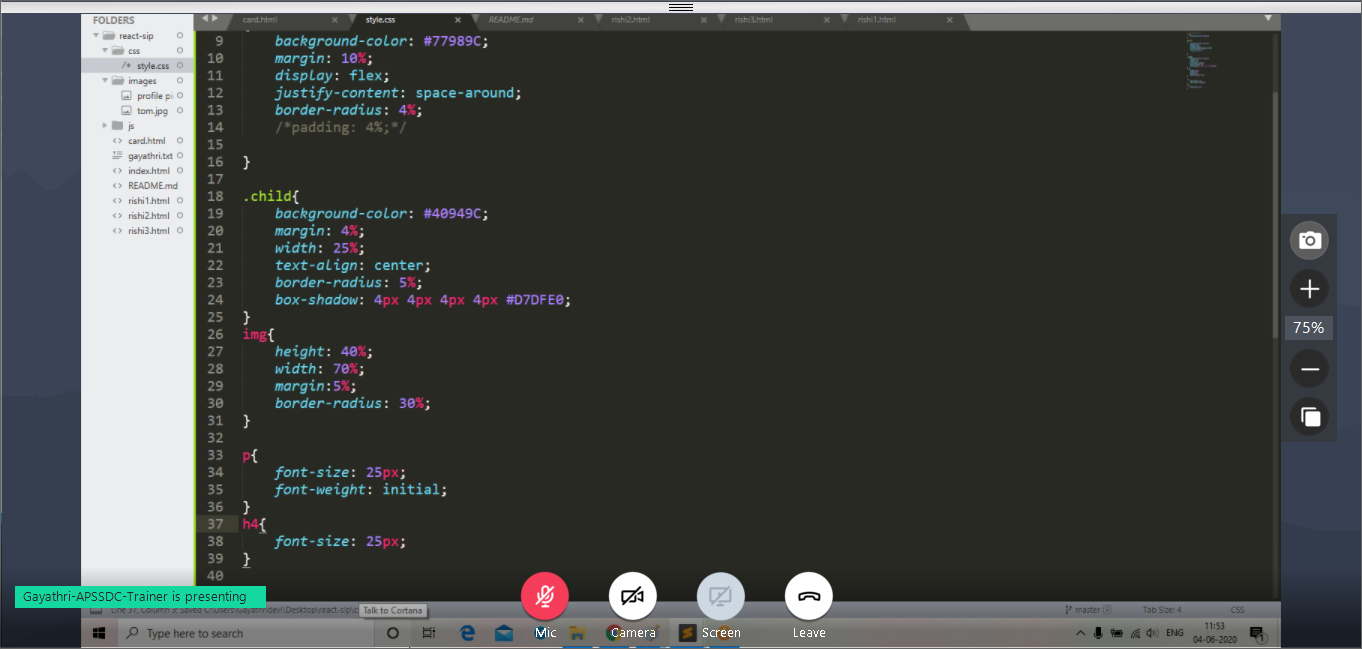 FOLDERS
react-sip
css
style.css
images
profile pi
tom.jpg
js
card.html
gayathri.txt
index.html
README.md
rishi1.html
rishi2.html
rishi3.html
card.html
style.css
README.md
rishi2.html
rishi3.html
rishi1.html
9 background-color: #77989C;
10 margin: 10%;
11 display: flex;
12 justify-content: space-around;
13 border-radius: 4%;
14 /*padding: 4%;*/
15
16 }
17
18 .child{
19 background-color: #40949C;
20 margin: 4%;
21 width: 25%;
22 text-align: center;
23 border-radius: 5%;
24 box-shadow: 4px 4px 4px 4px #D7DFE0;
25 }
26 img{
27 height: 40%;
28 width: 70%;
29 margin:5%;
30 border-radius: 30%;
31 }
32
33 p{
34 font-size: 25px;
35 font-weight: initial;
36 }
37 h4{
38 font-size: 25px;
39 }
40
75%
Gayathri-APSSDC-Trainer is presenting
Line 37, Column 3; Saved C:\Users\Gayathridevi\Desktop\react-sip\c
Talk to Cortana
master
Tab Size: 4
CSS
Type here to search
Mic
Camera
Screen
Leave
ENG
11:53
04-06-2020
1